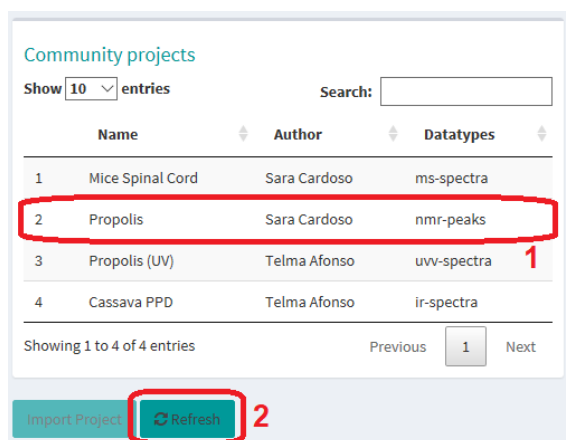 Community projects
Show 10 entries Search:
Name Author Datatypes
1 Mice Spinal Cord Sara Cardoso ms-spectra
2 Propolis Sara Cardoso nmr-peaks
3 Propolis (UV) Telma Afonso uvv-spectra 1
4 Cassava PPD Telma Afonso ir-spectra
Showing 1 to 4 of 4 entries Previous 1 Next
Import Project Refresh 2